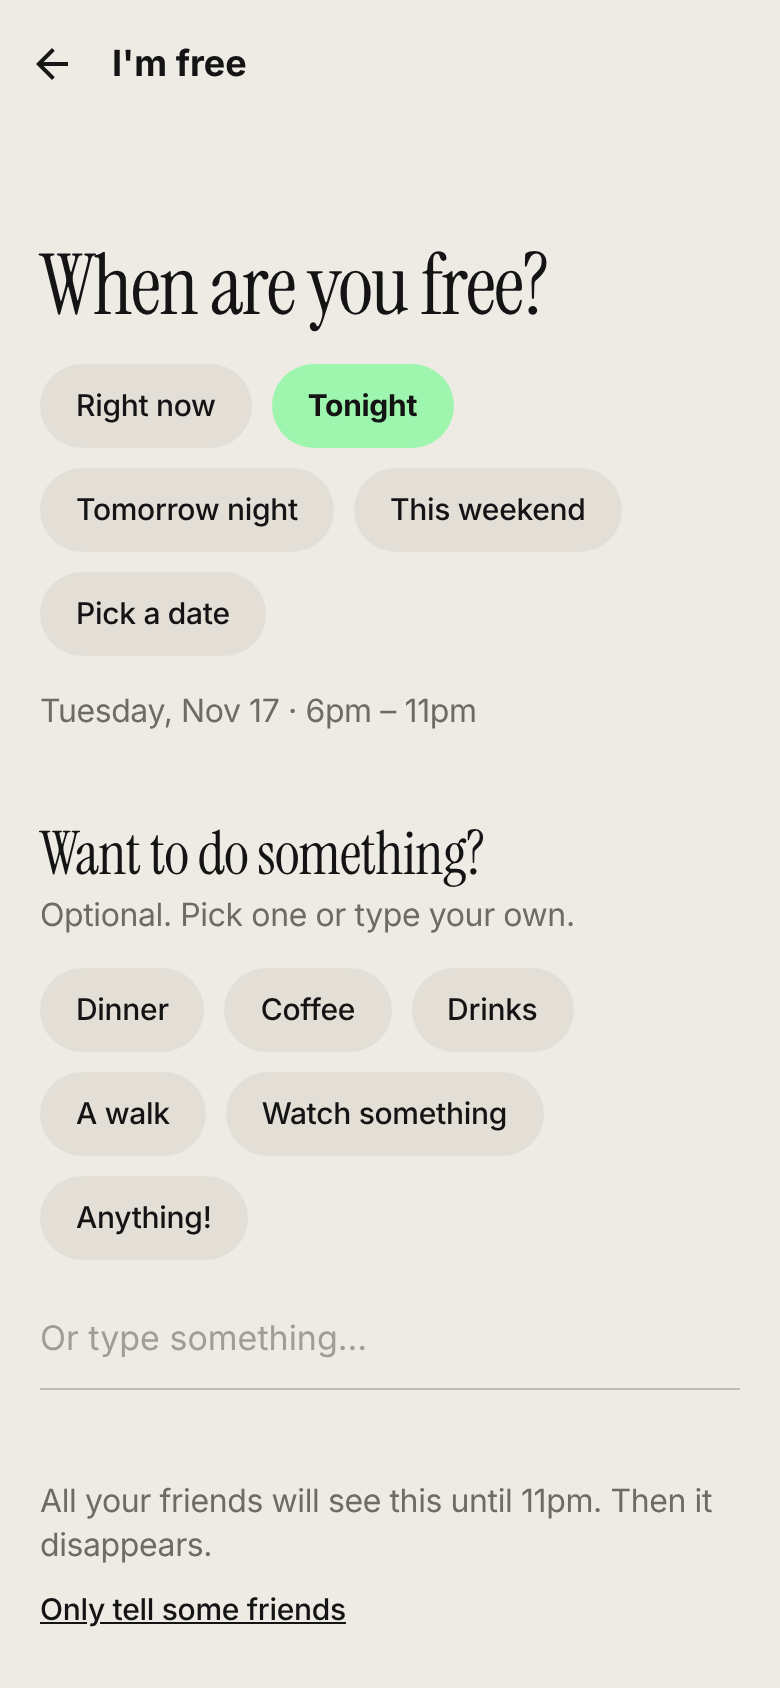 I'm free
When are you free?
Right now
Tonight
Tomorrow night
This weekend
Pick a date
Tuesday, Nov 17 · 6pm – 11pm
Want to do something?
Optional. Pick one or type your own.
Dinner
Coffee
Drinks
A walk
Watch something
Anything!
Or type something...
All your friends will see this until 11pm. Then it
disappears.
Only tell some friends